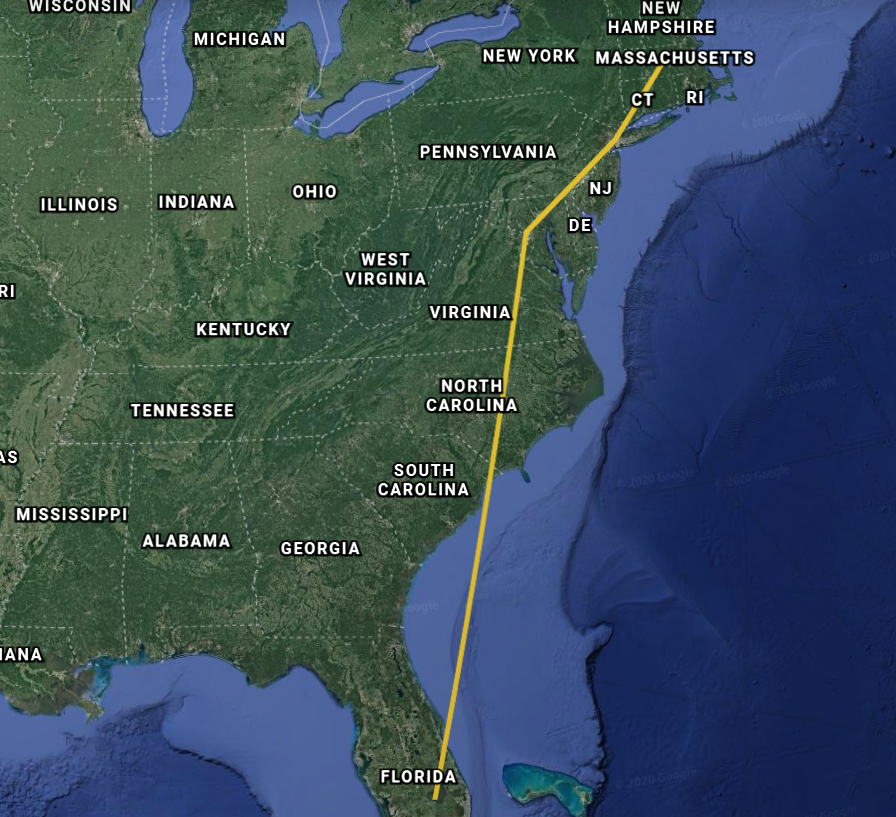 WISCONSIN
NEW
HAMPSHIRE
MICHIGAN
NEW YORK
MASSACHUSETTS
CT
RI
© 2020 Google
PENNSYLVANIA
NJ
OHIO
INDIANA
ILLINOIS
DE
WEST
VIRGINIA
© 2020 Google
RI
VIRGINIA
KENTUCKY
NORTH
CAROLINA
© 2020 Google
TENNESSEE
AS
SOUTH
CAROLINA
© 2020 Google
© 2020 Google
MISSISSIPPI
ALABAMA
GEORGIA
Google
IANA
FLORIDA
© 2020 Google